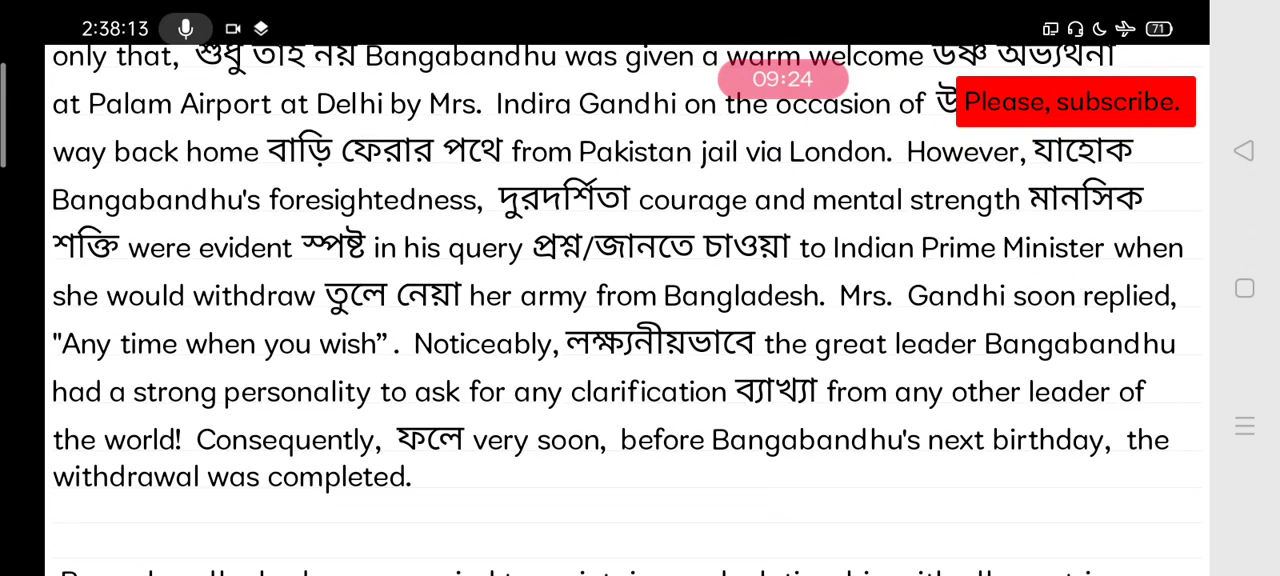 2:38:13
71
only that, শুধু তাই নয় Bangabandhu was given a warm welcome উষ্ণ অভ্যর্থনা
09:24
at Palam Airport at Delhi by Mrs. Indira Gandhi on the occasion of
Please, subscribe.
way back home বাড়ি ফেরার পথে from Pakistan jail via London. However, যাহোক
Bangabandhu's foresightedness, দুরদর্শিতা courage and mental strength মানসিক
শক্তি were evident স্পষ্ট in his query প্রশ্ন/জানতে চাওয়া to Indian Prime Minister when
she would withdraw তুলে নেয়া her army from Bangladesh. Mrs. Gandhi soon replied,
"Any time when you wish”. Noticeably, লক্ষ্যনীয়ভাবে the great leader Bangabandhu
had a strong personality to ask for any clarification ব্যাখ্যা from any other leader of
the world! Consequently, ফলে very soon, before Bangabandhu's next birthday, the
withdrawal was completed.